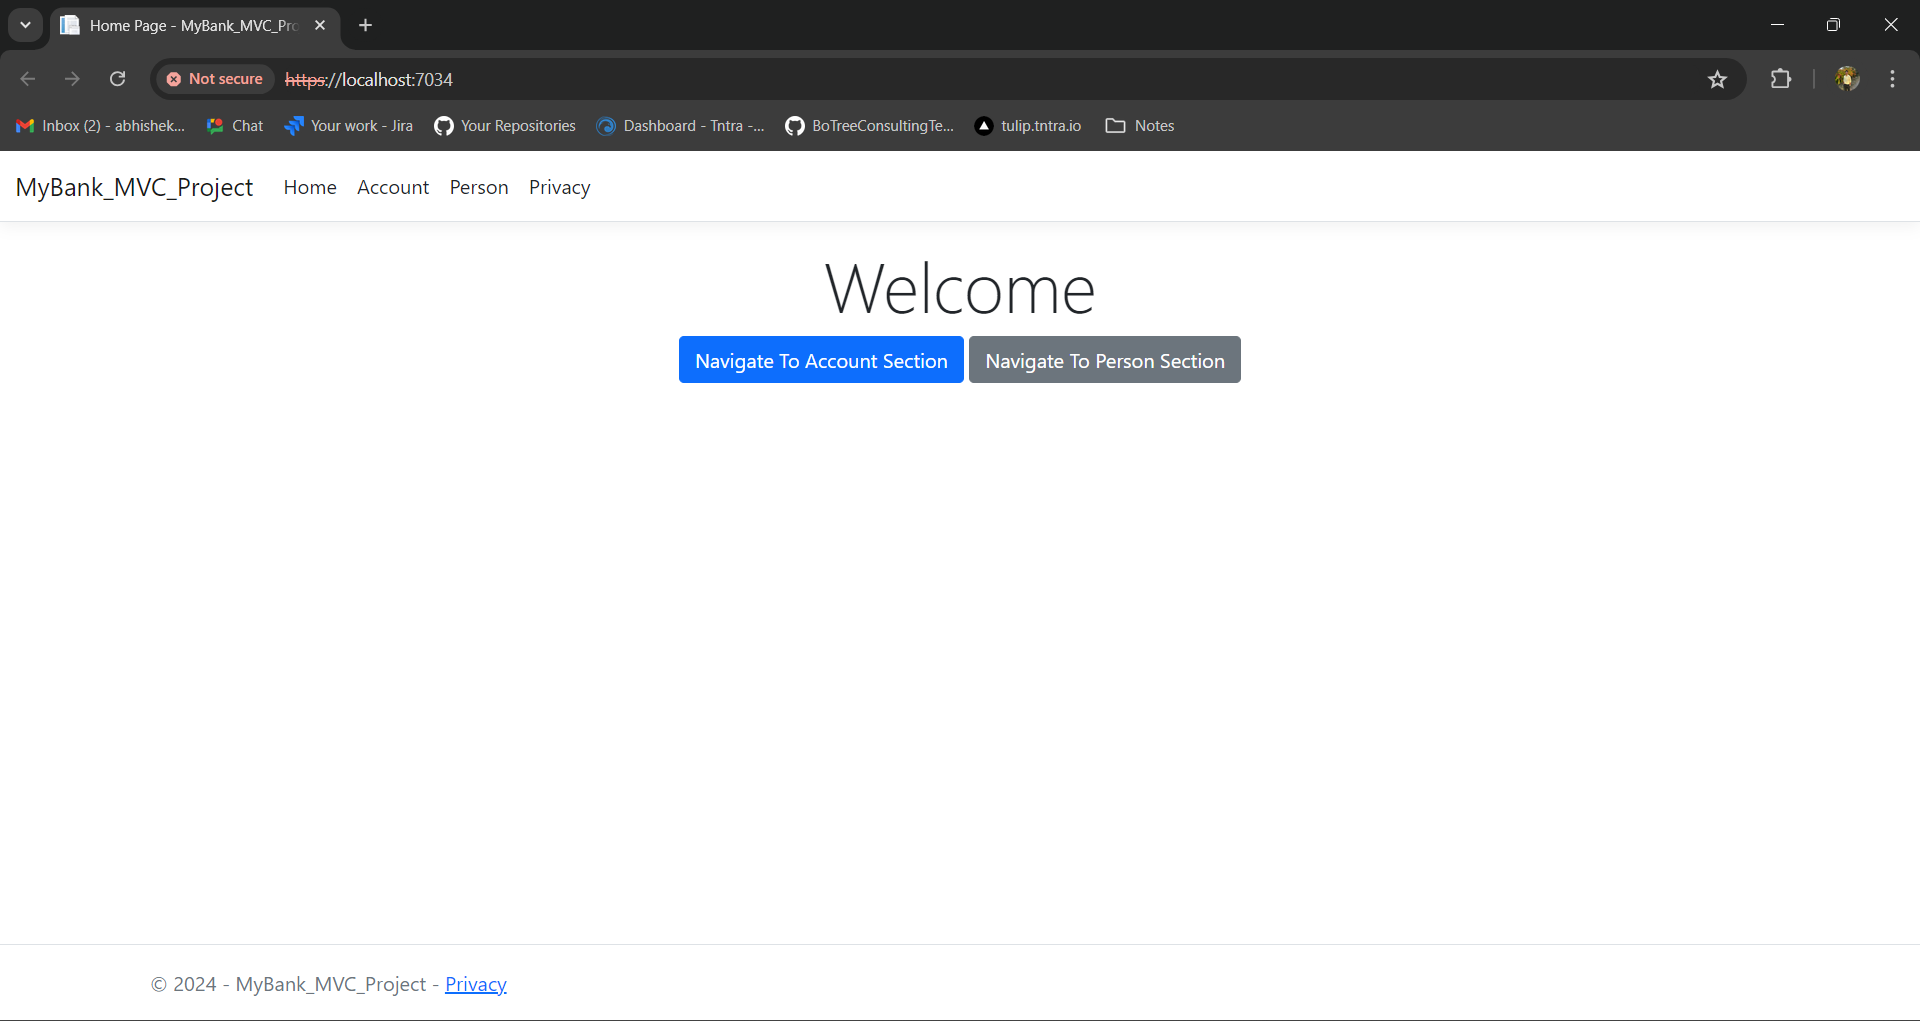 Home Page - MyBank_MVC_Pro
Not secure https://localhost:7034
Inbox (2) - abhishek... Chat Your work - Jira Your Repositories Dashboard - Tntra -... BoTreeConsultingTe... tulip.tntra.io Notes
MyBank_MVC_Project Home Account Person Privacy
Welcome
Navigate To Account Section Navigate To Person Section
© 2024 - MyBank_MVC_Project - Privacy